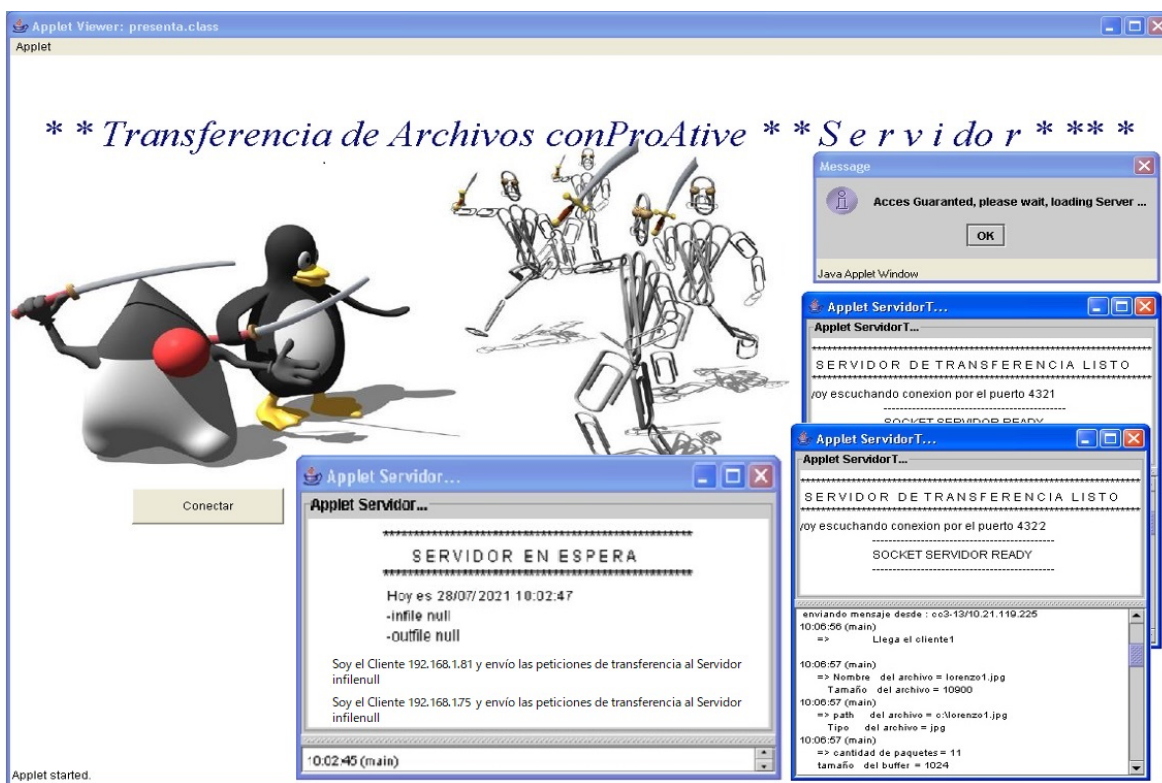 Applet Viewer: presenta.class
Applet
* * Transferencia de Archivos conProAtive * * S e r v i d o r * ** *
Message
Acces Guaranted, please wait, loading Server ...
OK
Java Applet Window
Applet ServidorT...
Applet ServidorT...
SERVIDOR DE TRANSFERENCIA LISTO
oy escuchando conexion por el puerto 4321
SOCKET SERVIDOR READY
Applet ServidorT...
Applet ServidorT...
SERVIDOR DE TRANSFERENCIA LISTO
oy escuchando conexion por el puerto 4322
SOCKET SERVIDOR READY
enviando mensaje desde : cc3-13/10.21.119.225
10:06:56 (main)
=> Llega el cliente1
10:06:57 (main)
=> Nombre del archivo = lorenzo1.jpg
Tamaño del archivo = 10900
10:06:57 (main)
=> path del archivo = c:\lorenzo1.jpg
Tipo del archivo = jpg
10:06:57 (main)
=> cantidad de paquetes = 11
tamaño del buffer = 1024
Conectar
Applet Servidor...
Applet Servidor...
SERVIDOR EN ESPERA
Hoy es 28/07/2021 10:02:47
-infile null
-outfile null
Soy el Cliente 192.168.1.81 y envío las peticiones de transferencia al Servidor
infilenull
Soy el Cliente 192.168.1.75 y envío las peticiones de transferencia al Servidor
infilenull
10:02:45 (main)
Applet started.